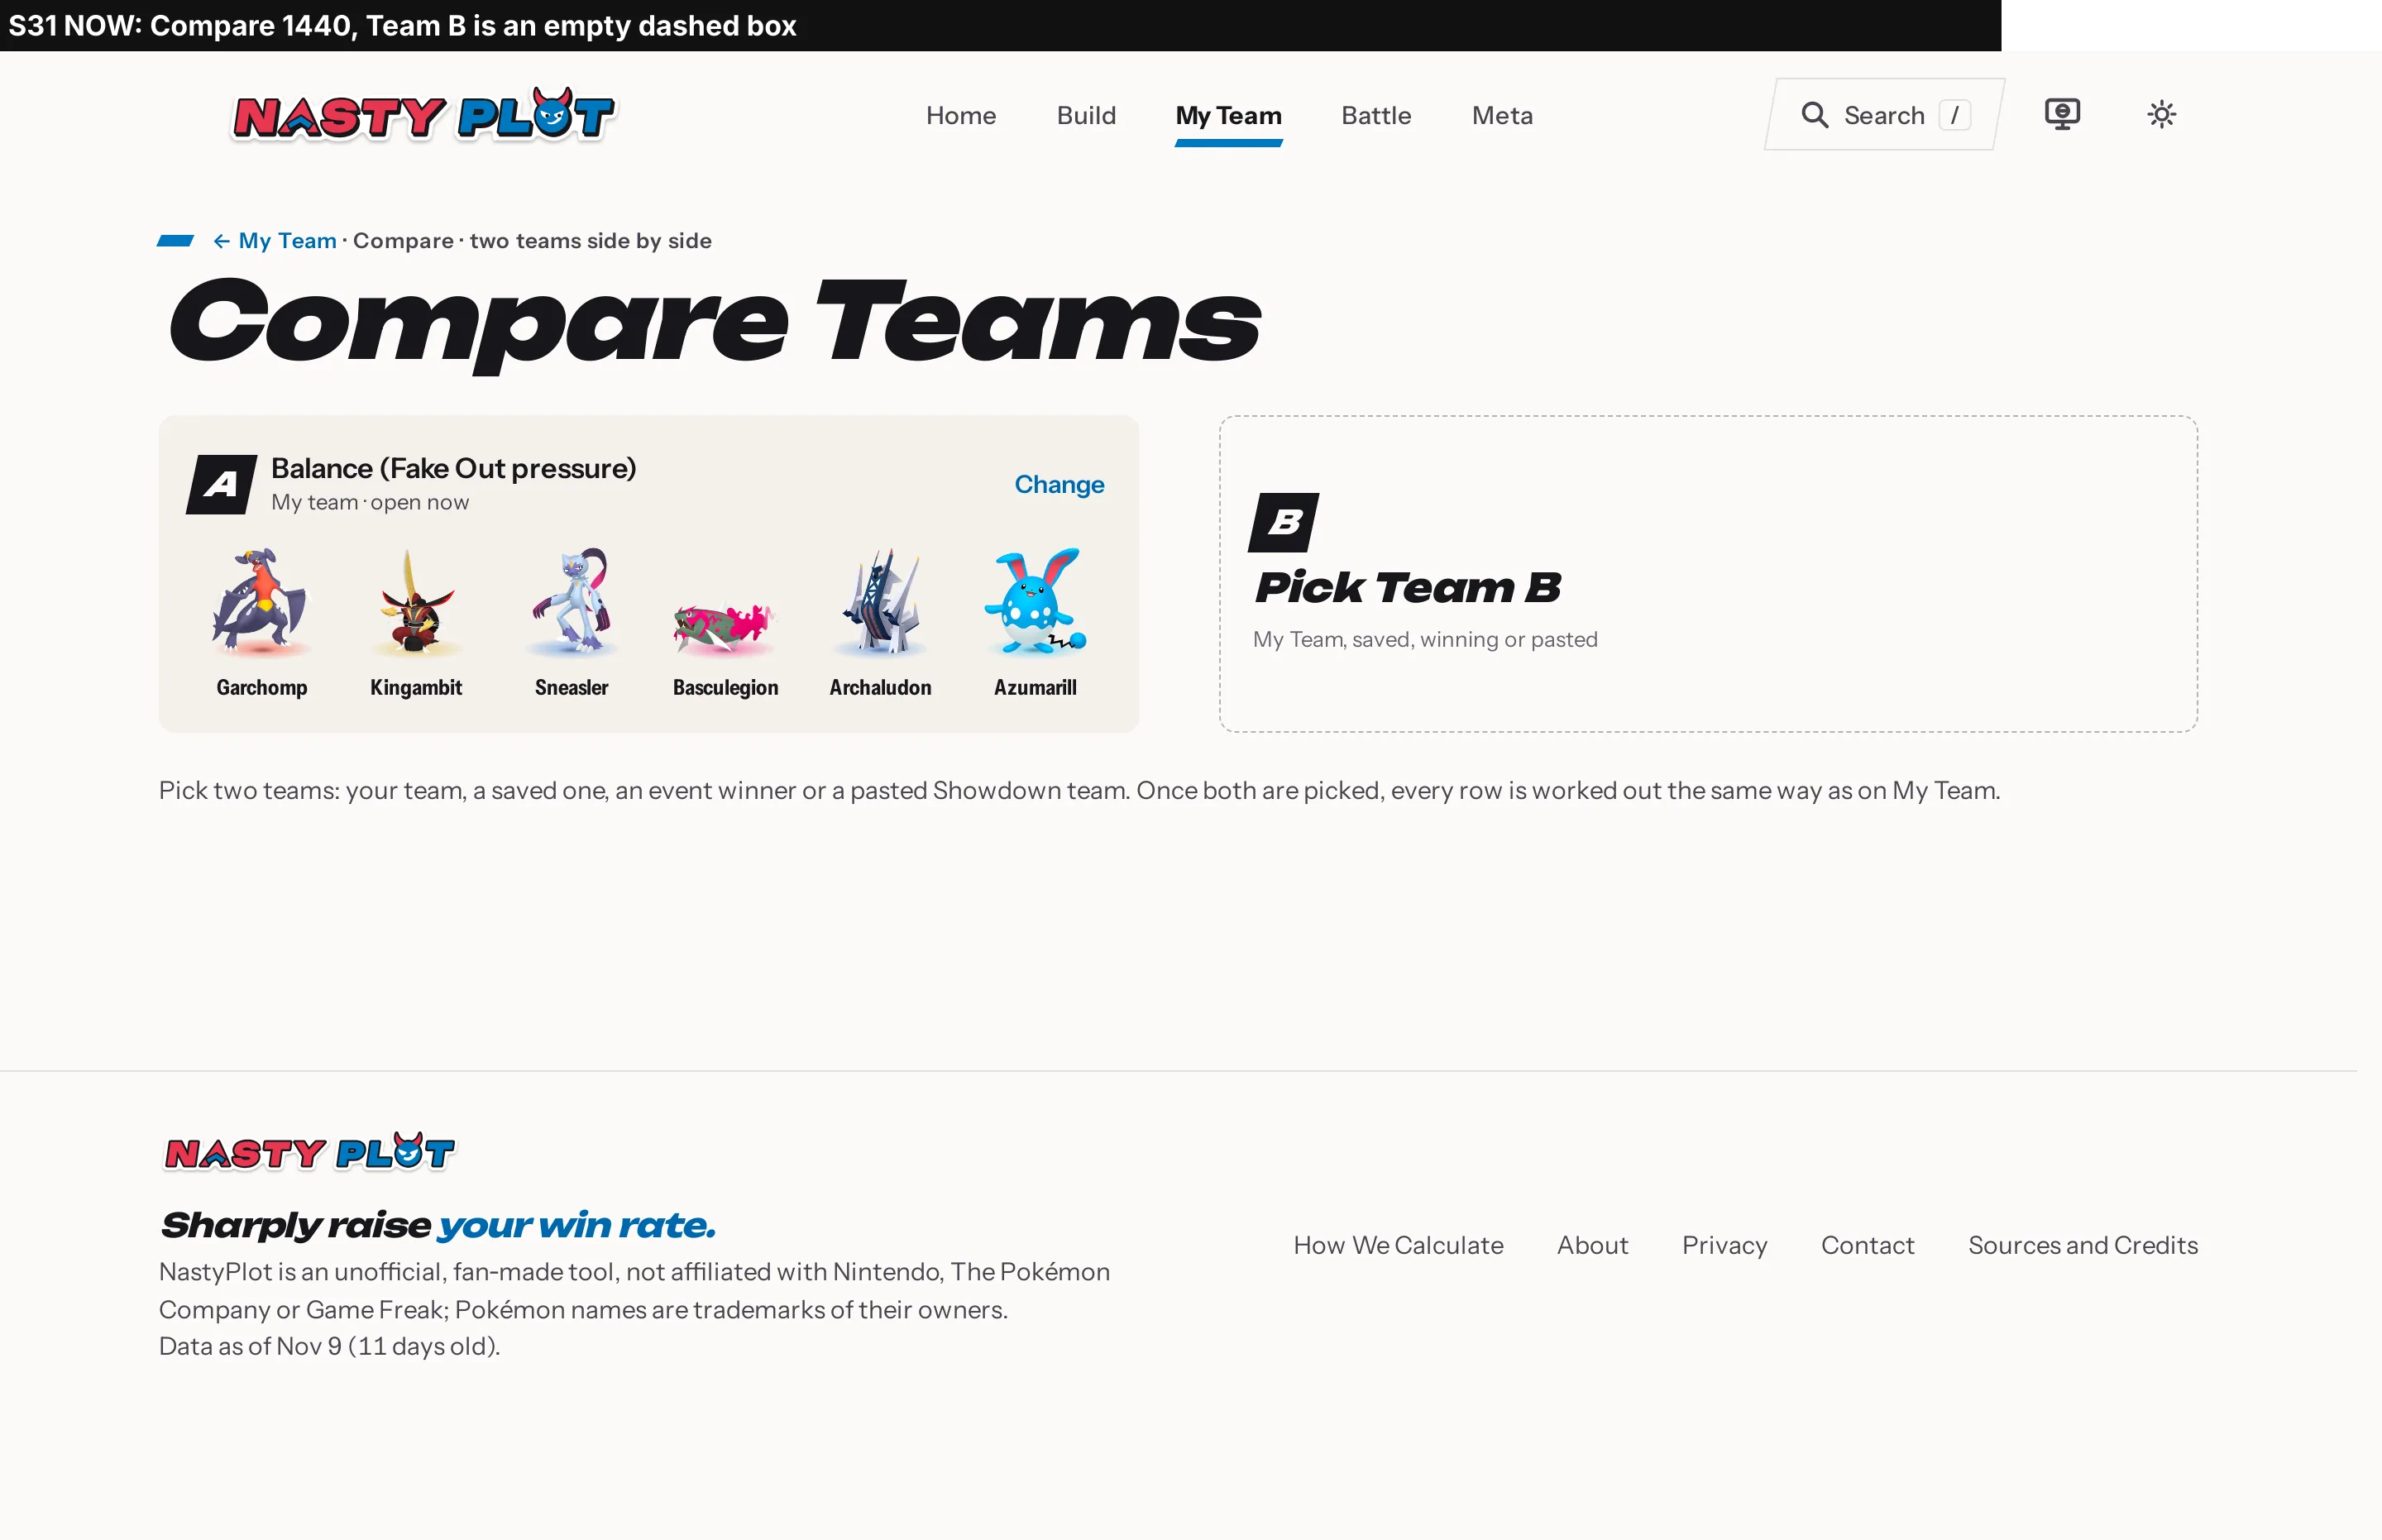 S31 NOW: Compare 1440, Team B is an empty dashed box
NASTY PLOT
Home
Build
My Team
Battle
Meta
Search /
← My Team · Compare · two teams side by side
Compare Teams
A
Balance (Fake Out pressure)
My team · open now
Change
Garchomp
Kingambit
Sneasler
Basculegion
Archaludon
Azumarill
B
Pick Team B
My Team, saved, winning or pasted
Pick two teams: your team, a saved one, an event winner or a pasted Showdown team. Once both are picked, every row is worked out the same way as on My Team.
NASTY PLOT
Sharply raise your win rate.
NastyPlot is an unofficial, fan-made tool, not affiliated with Nintendo, The Pokémon
Company or Game Freak; Pokémon names are trademarks of their owners.
Data as of Nov 9 (11 days old).
How We Calculate
About
Privacy
Contact
Sources and Credits